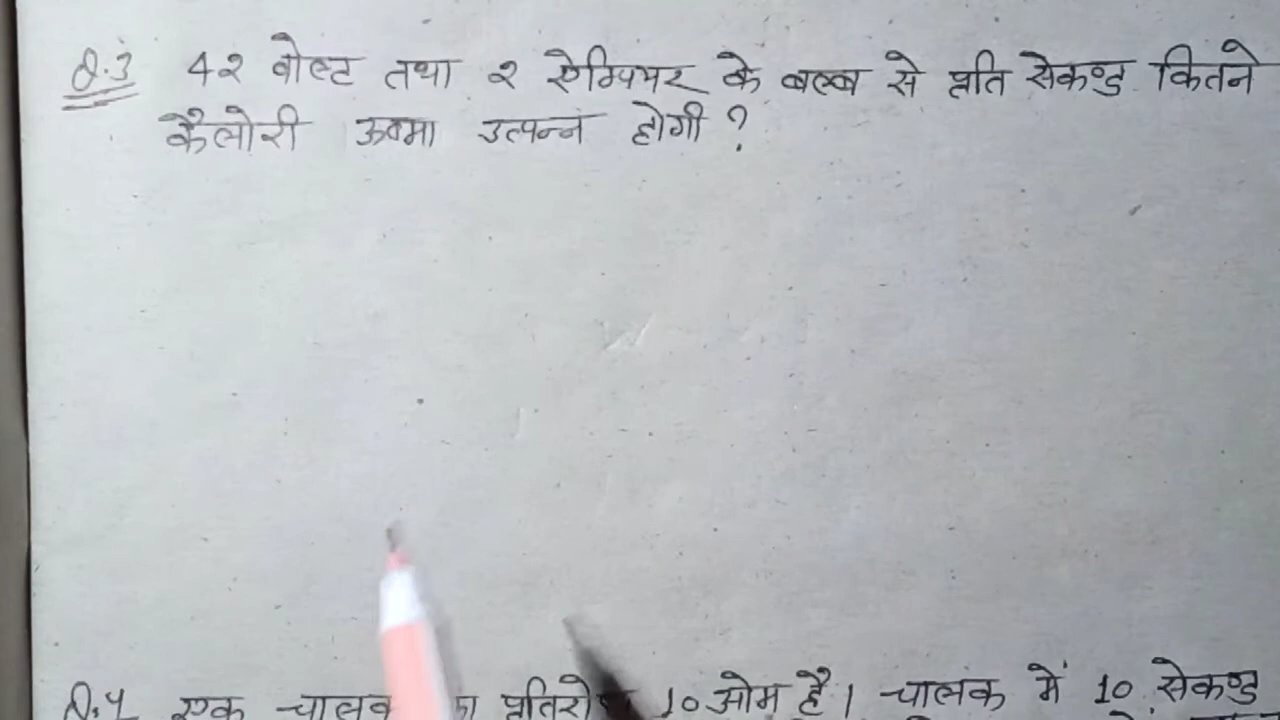 Q.3 42 वोल्ट तथा 2 ऐम्पियर के बल्ब से प्रति सेकण्ड कितने
कैलोरी ऊष्मा उत्पन्न होगी ?
Q.4 एक चालक का प्रतिरोध 10 ओम है। चालक में 10 सेकण्ड